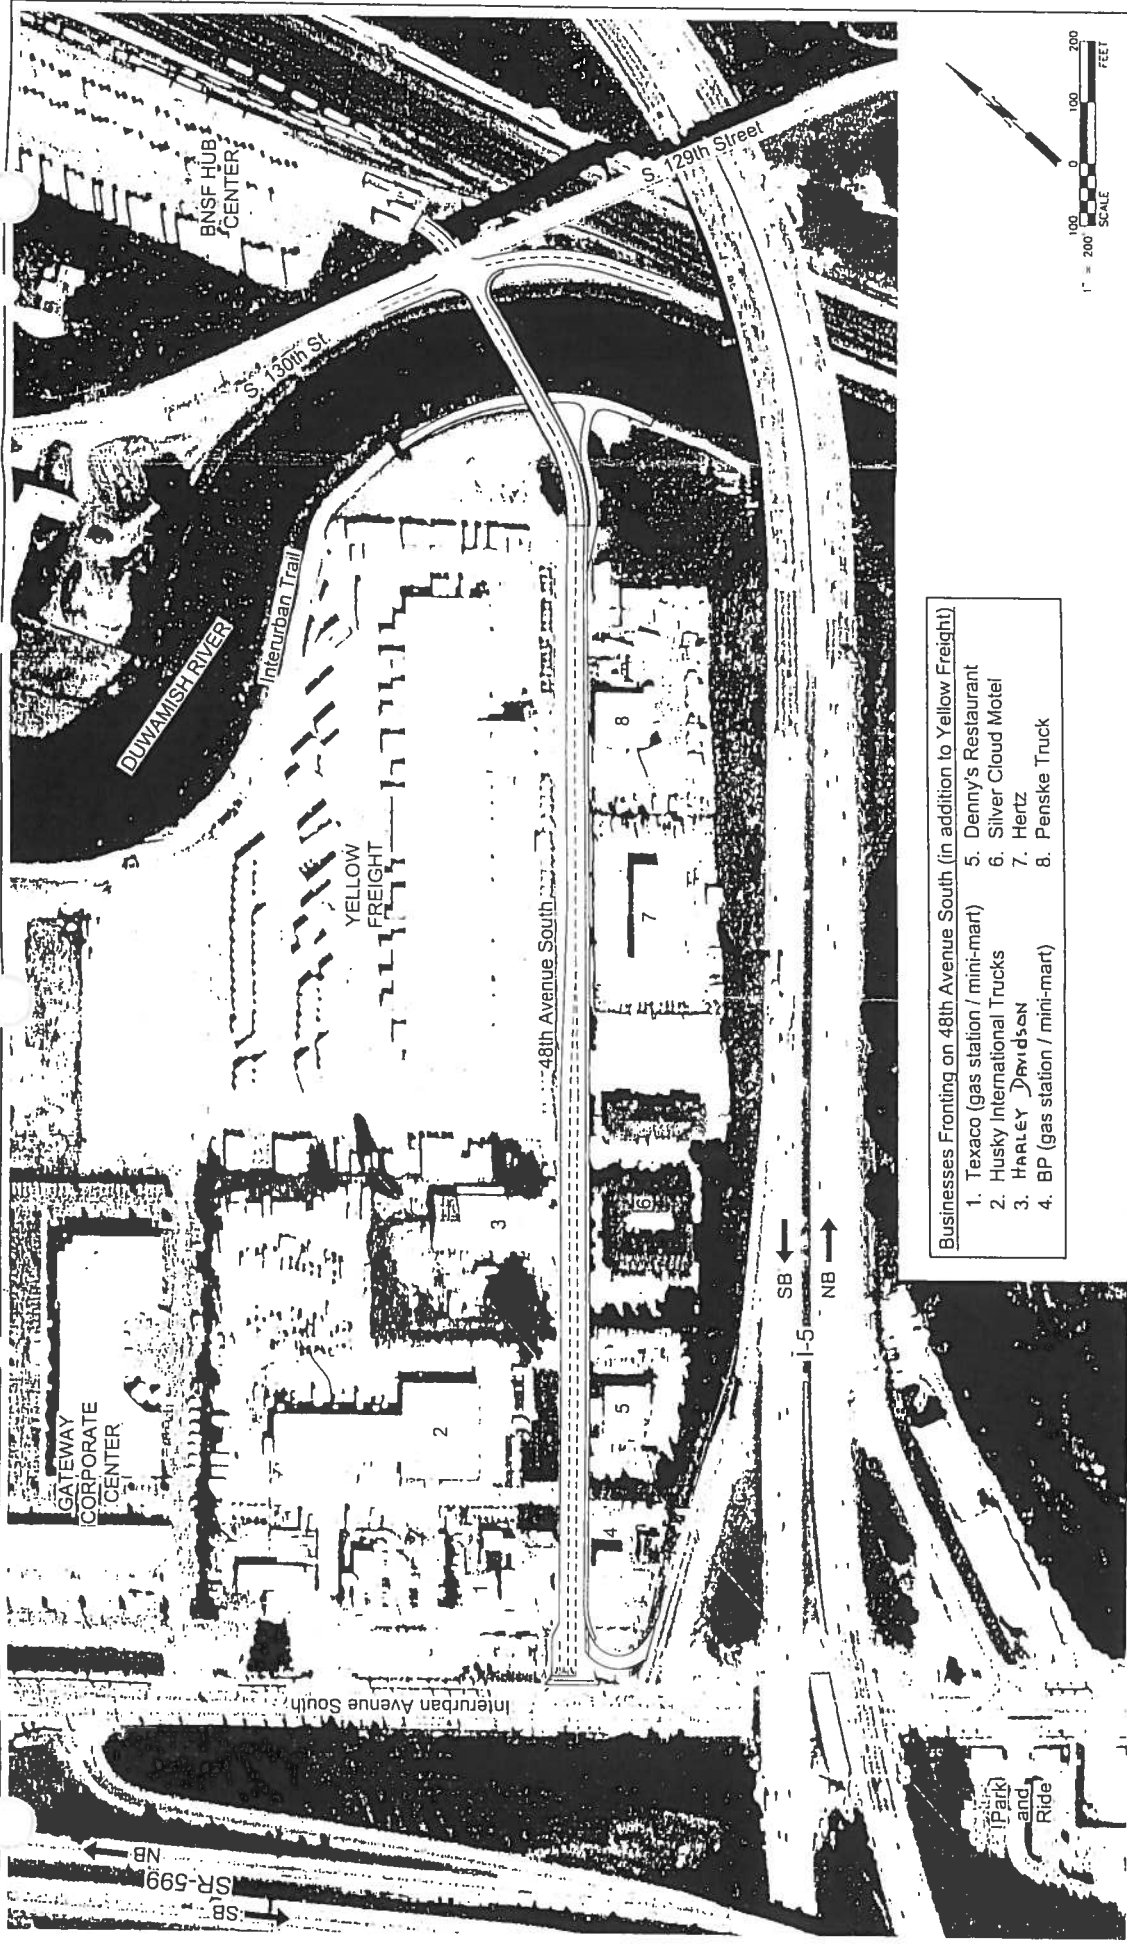 BNSF HUB
CENTER
S. 129th Street
S. 130th St.
DUWAMISH RIVER
Interurban Trail
YELLOW
FREIGHT
48th Avenue South
GATEWAY
CORPORATE
CENTER
1
2
3
4
5
6
7
8
Interurban Avenue South
SB
NB
I-5
NB
SR-599
SB
Park
and
Ride
Businesses Fronting on 48th Avenue South (in addition to Yellow Freight)
1. Texaco (gas station / mini-mart)
2. Husky International Trucks
3. HARLEY DAVIDSON
4. BP (gas station / mini-mart)
5. Denny's Restaurant
6. Silver Cloud Motel
7. Hertz
8. Penske Truck
100 0 100 200
SCALE FEET
1" = 200'